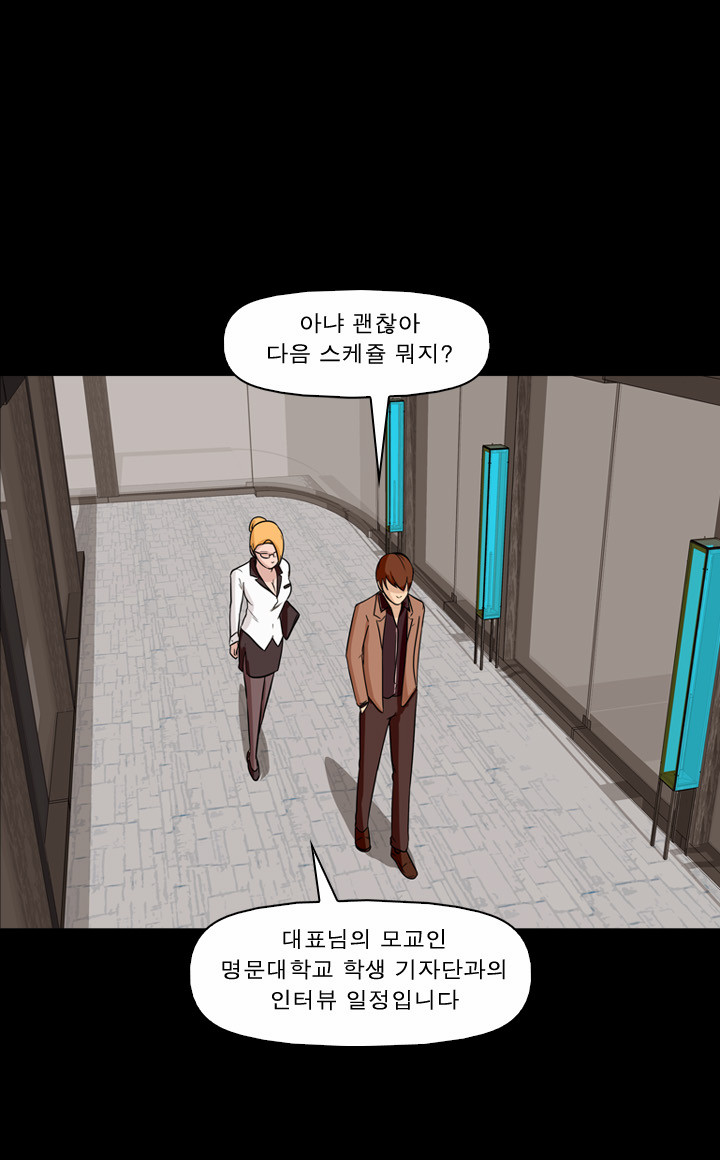 아냐 괜찮아
다음 스케쥴 뭐지?
대표님의 모교인
명문대학교 학생 기자단과의
인터뷰 일정입니다